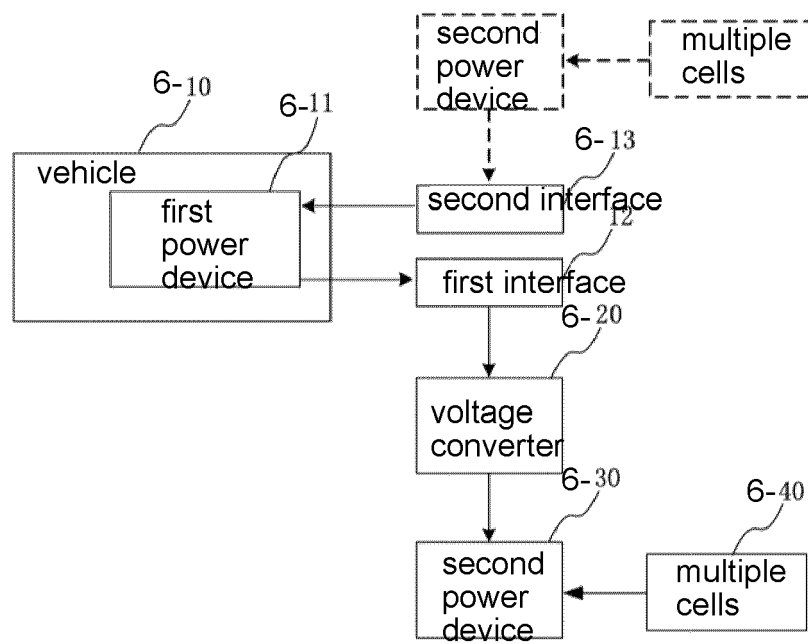 second
power
device
multiple
cells
6-10
6-11
6-13
vehicle
first
power
device
second interface
12
first interface
6-20
voltage
converter
6-30
6-40
second
power
device
multiple
cells